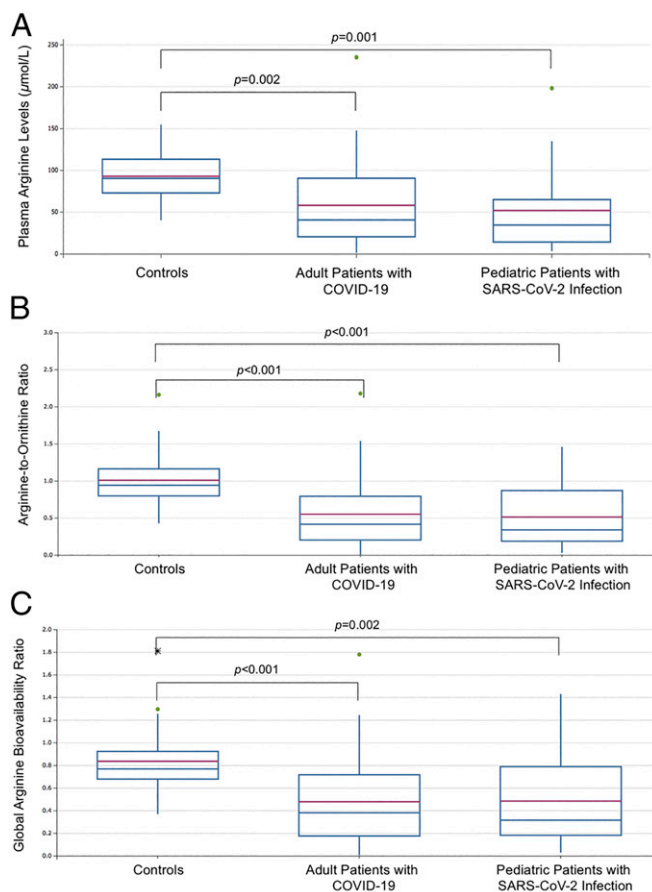 A
p=0.001
p=0.002
Plasma Arginine Levels (µmol/L)
250
200
150
100
50
0
Controls
Adult Patients with
COVID-19
Pediatric Patients with
SARS-CoV-2 Infection
B
p<0.001
p<0.001
Arginine-to-Ornithine Ratio
3.0
2.5
2.0
1.5
1.0
0.5
0.0
Controls
Adult Patients with
COVID-19
Pediatric Patients with
SARS-CoV-2 Infection
C
p=0.002
p<0.001
Global Arginine Bioavailability Ratio
2.0
1.8
1.6
1.4
1.2
1.0
0.8
0.6
0.4
0.2
0.0
Controls
Adult Patients with
COVID-19
Pediatric Patients with
SARS-CoV-2 Infection